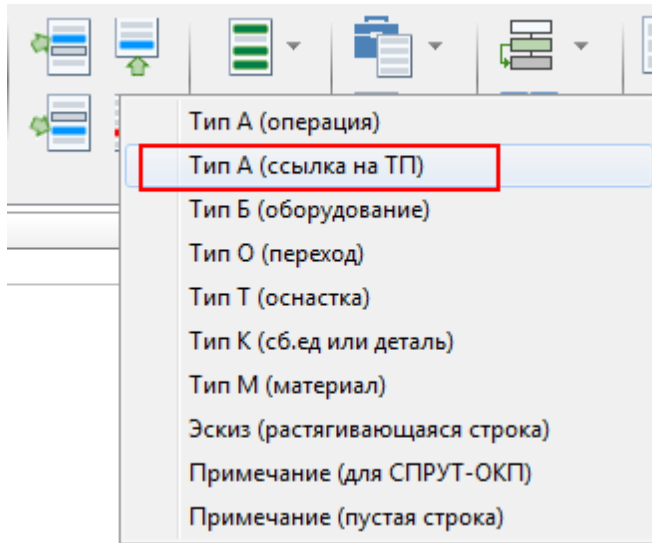 Тип А (операция)
Тип А (ссылка на ТП)
Тип Б (оборудование)
Тип О (переход)
Тип Т (оснастка)
Тип К (сб.ед или деталь)
Тип М (материал)
Эскиз (растягивающаяся строка)
Примечание (для СПРУТ-ОКП)
Примечание (пустая строка)